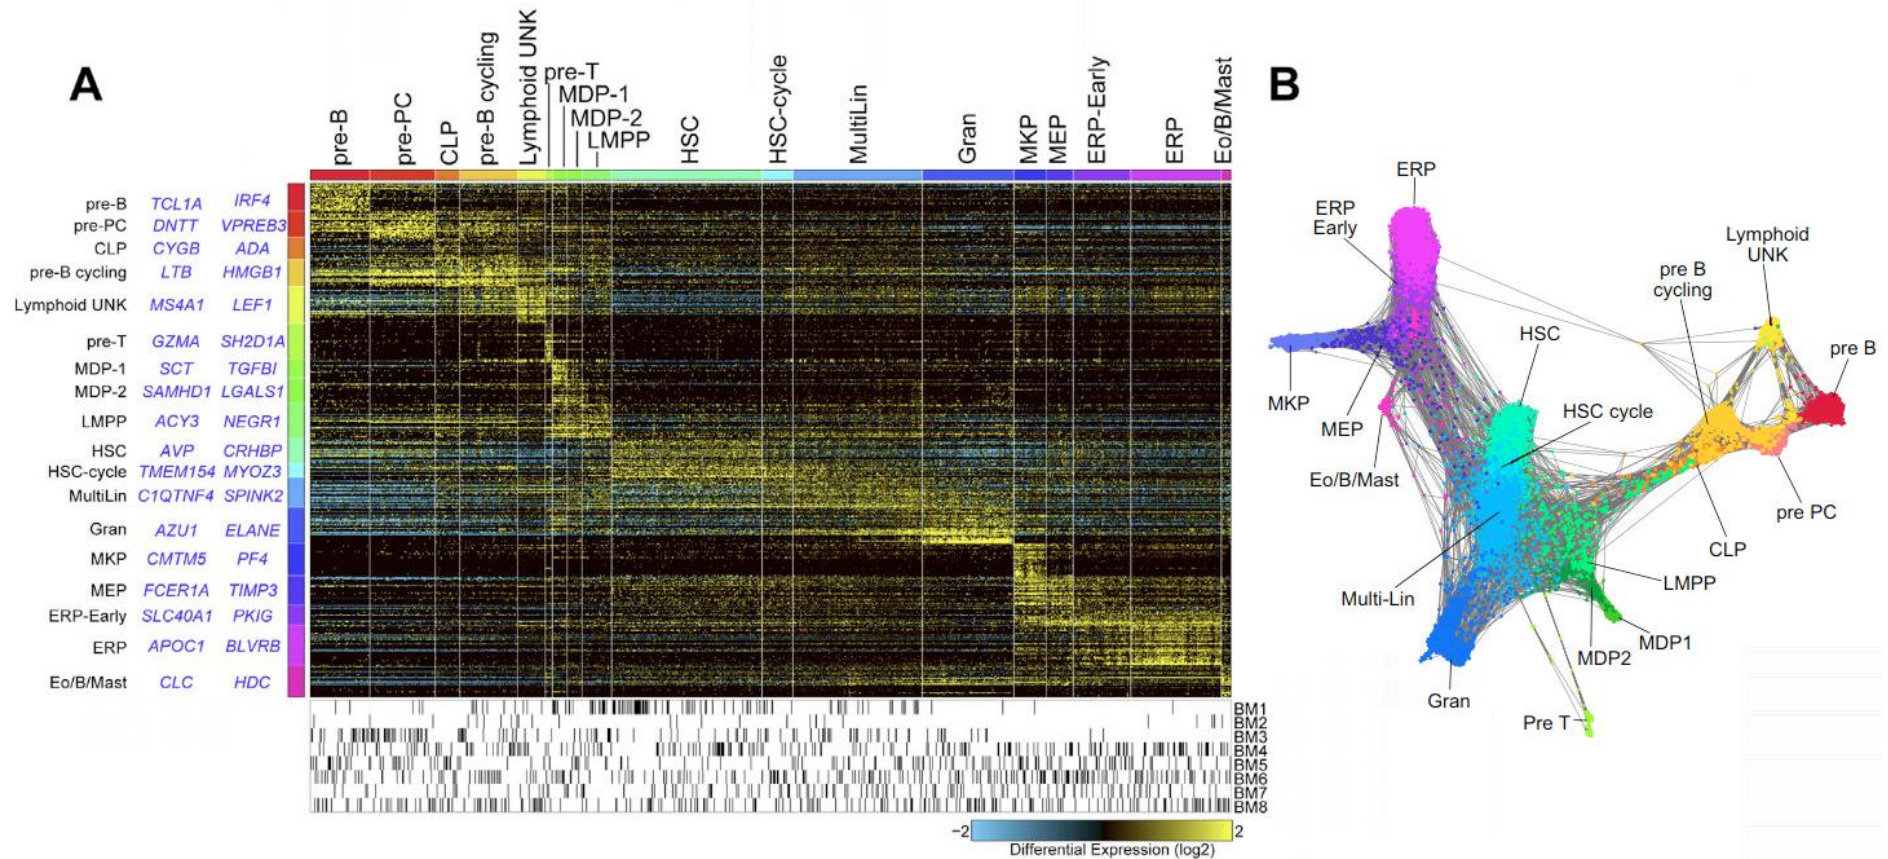 A
pre-B
pre-PC
CLP
pre-B cycling
Lymphoid UNK
pre-T
MDP-1
MDP-2
LMPP
HSC
HSC-cycle
MultiLin
Gran
MKP
MEP
ERP-Early
ERP
Eo/B/Mast
pre-B TCL1A IRF4
pre-PC DNTT VPREB3
CLP CYGB ADA
pre-B cycling LTB HMGB1
Lymphoid UNK MS4A1 LEF1
pre-T GZMA SH2D1A
MDP-1 SCT TGFBI
MDP-2 SAMHD1 LGALS1
LMPP ACY3 NEGR1
HSC AVP CRHBP
HSC-cycle TMEM154 MYOZ3
MultiLin C1QTNF4 SPINK2
Gran AZU1 ELANE
MKP CMTM5 PF4
MEP FCER1A TIMP3
ERP-Early SLC40A1 PKIG
ERP APOC1 BLVRB
Eo/B/Mast CLC HDC
BM1
BM2
BM3
BM4
BM5
BM6
BM7
BM8
−2 2
Differential Expression (log2)
B
ERP
ERP
Early
Lymphoid
UNK
pre B
cycling
HSC
pre B
MKP
HSC cycle
MEP
Eo/B/Mast
pre PC
CLP
LMPP
Multi-Lin
MDP1
MDP2
Gran
Pre T